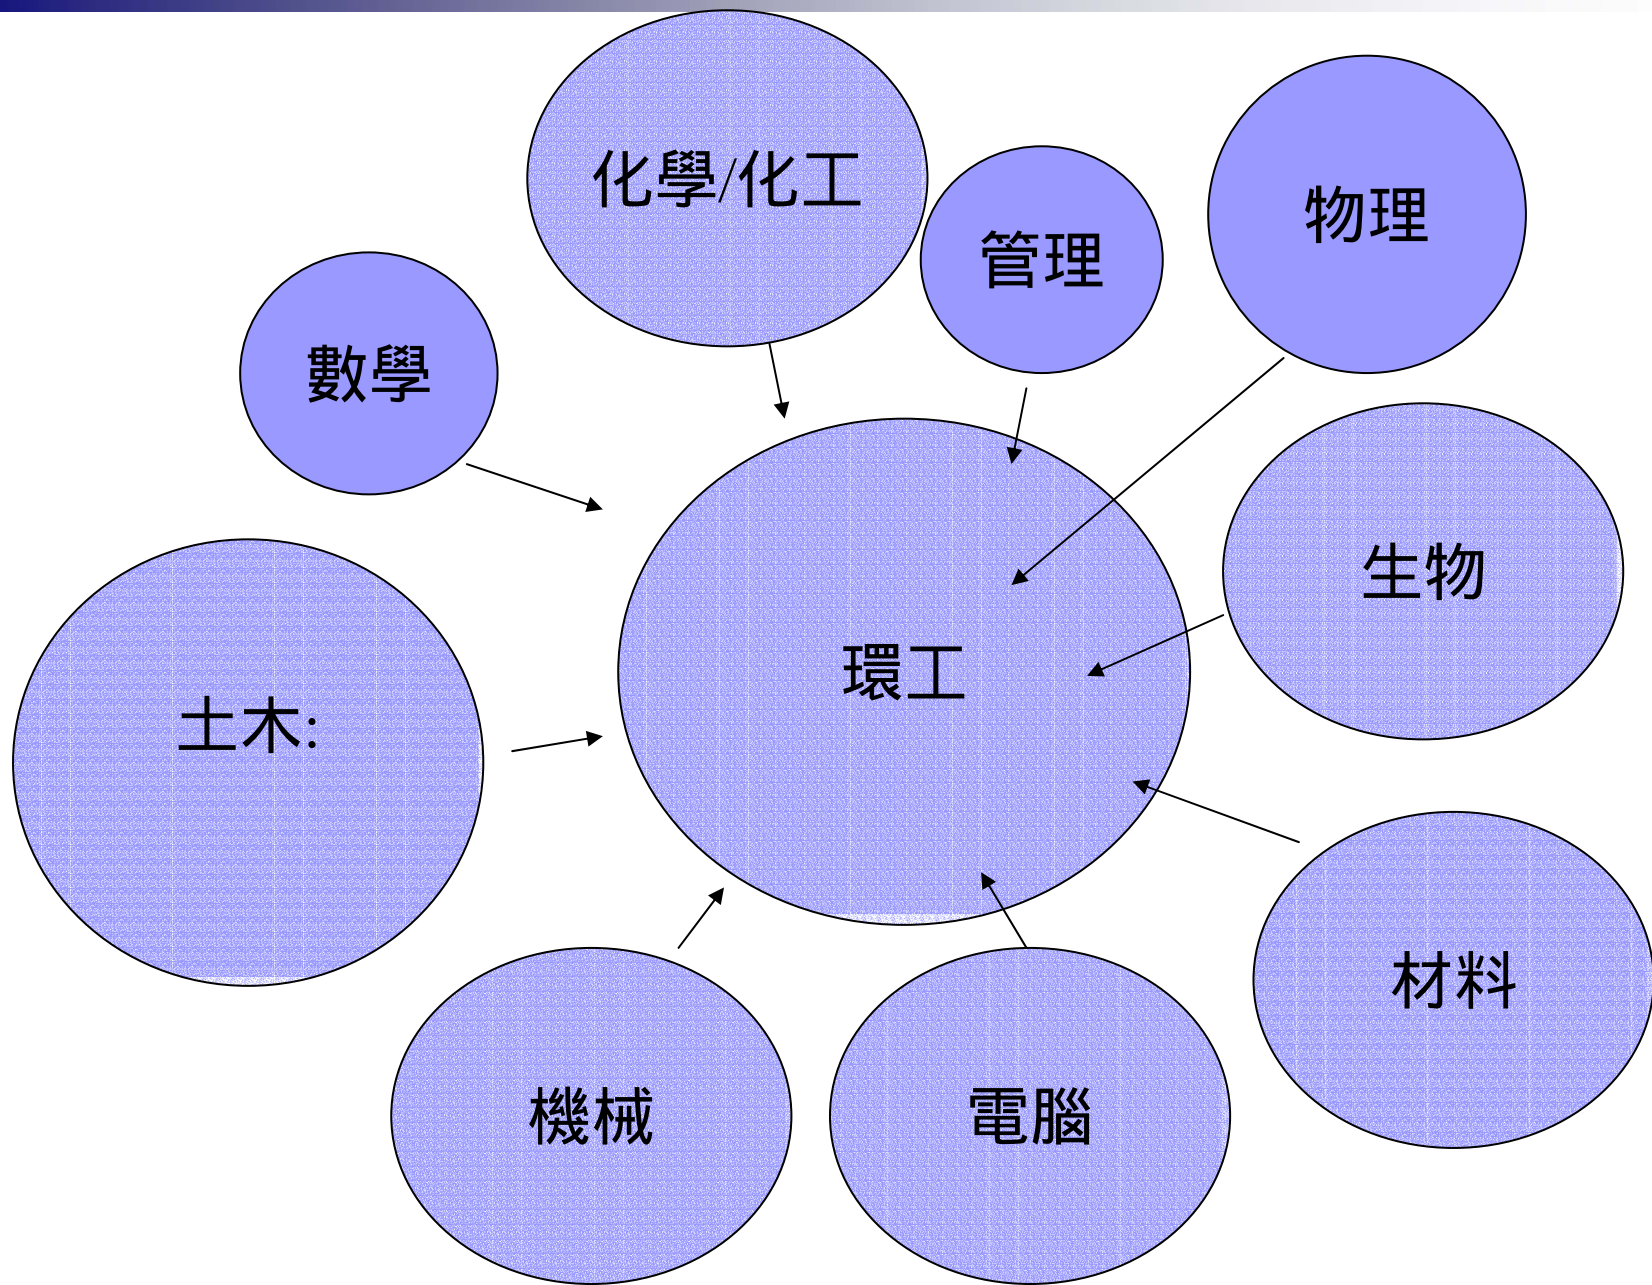 化學/化工
物理
管理
數學
生物
環工
土木:
材料
機械
電腦